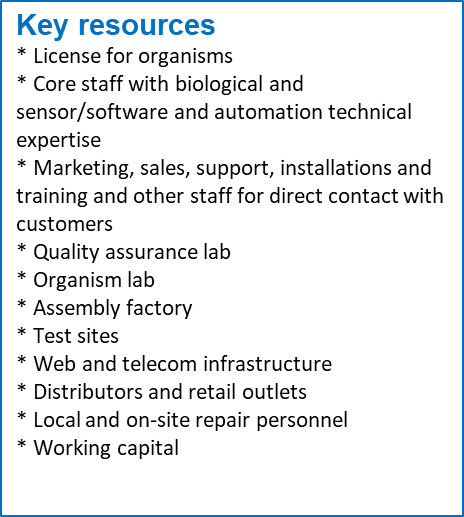 Key resources
* License for organisms
* Core staff with biological and
sensor/software and automation technical
expertise
* Marketing, sales, support, installations and
training and other staff for direct contact with
customers
* Quality assurance lab
* Organism lab
* Assembly factory
* Test sites
* Web and telecom infrastructure
* Distributors and retail outlets
* Local and on-site repair personnel
* Working capital